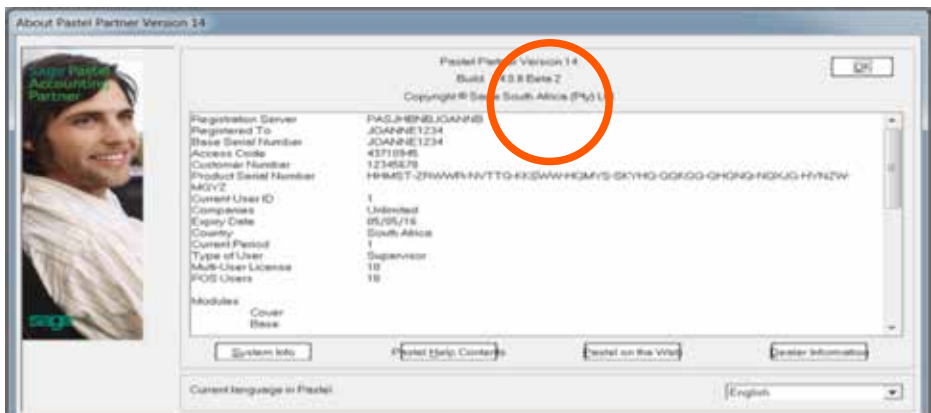 About Pastel Partner Version 14
Sage Pastel
Accounting
Partner
Pastel Partner Version 14
Build 14.0.8 Beta 2
Copyright © Sage South Africa (Pty) Ltd
OK
Registration Server PASJHBNBJOANNB
Registered To JOANNE1234
Base Serial Number JOANNE1234
Access Code 43710945
Customer Number 12345678
Product Serial Number
Current User ID 1
Companies Unlimited
Expiry Date 05/05/16
Country South Africa
Current Period 1
Type of User Supervisor
Multi-User License 10
POS Users 10
Modules
Cover
Base
sage
System Info Pastel Help Contents Pastel on the Web Dealer Information
Current language in Pastel English